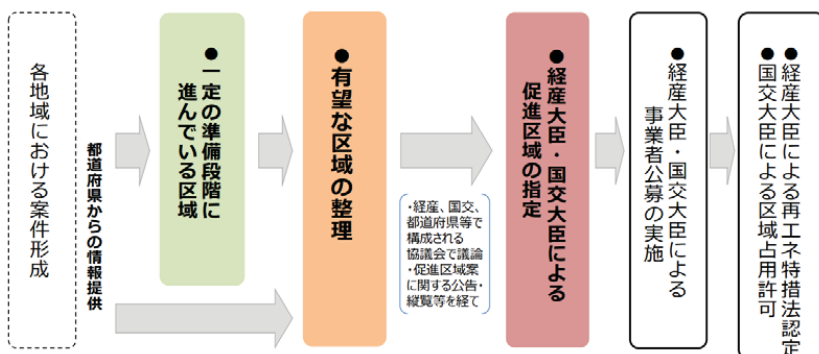 各地域における案件形成
都道府県からの情報提供
●一定の準備段階に
進んでいる区域
●有望な区域の整理
・経産、国交、
都道府県等で
構成される
協議会で議論
・促進区域案
に関する公告・
縦覧等を経て
●経産大臣・国交大臣による
促進区域の指定
●経産大臣・国交大臣による
事業者公募の実施
●経産大臣による再エネ特措法認定
●国交大臣による区域占用許可